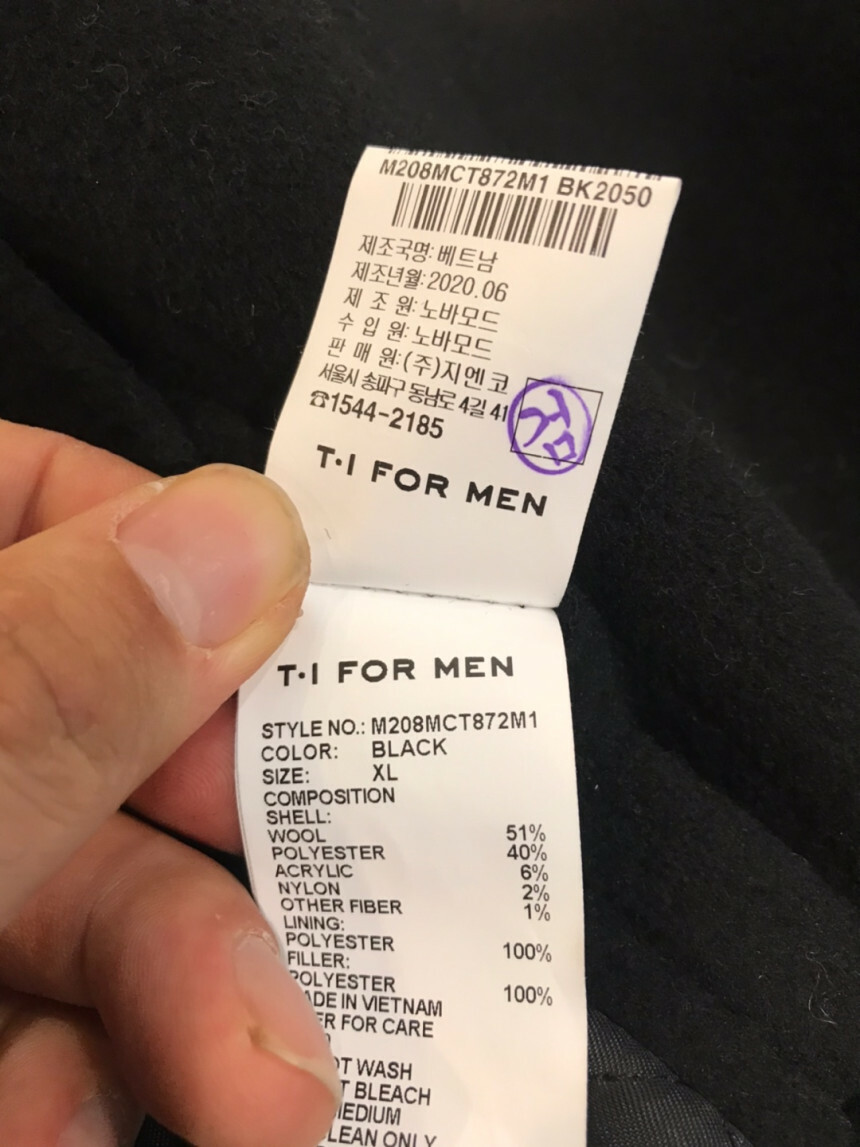 M208MCT872M1 BK2050
제조국명: 베트남
제조년월: 2020.06
제 조 원: 노바모드
수 입 원: 노바모드
판 매 원: (주)지엔코
서울시 송파구 동남로 4길 41
☎1544-2185
T·I FOR MEN
T·I FOR MEN
STYLE NO.: M208MCT872M1
COLOR: BLACK
SIZE: XL
COMPOSITION
SHELL:
WOOL 51%
POLYESTER 40%
ACRYLIC 6%
NYLON 2%
OTHER FIBER 1%
LINING:
POLYESTER 100%
FILLER:
POLYESTER 100%
ADE IN VIETNAM
ER FOR CARE
OT WASH
T BLEACH
MEDIUM
LEAN ONLY